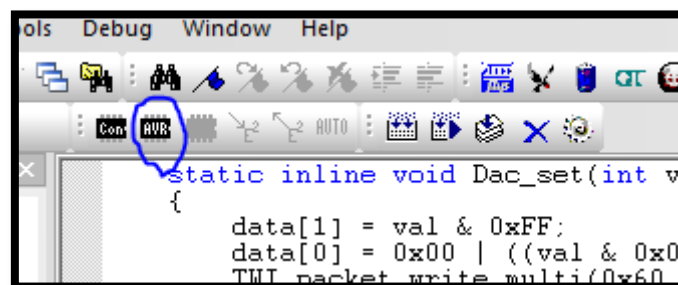 ools Debug Window Help
Con AVR AUTO
static inline void Dac_set(int v
{
data[1] = val & 0xFF;
data[0] = 0x00 | ((val & 0x0
TWI_packet_write_multi(0x60